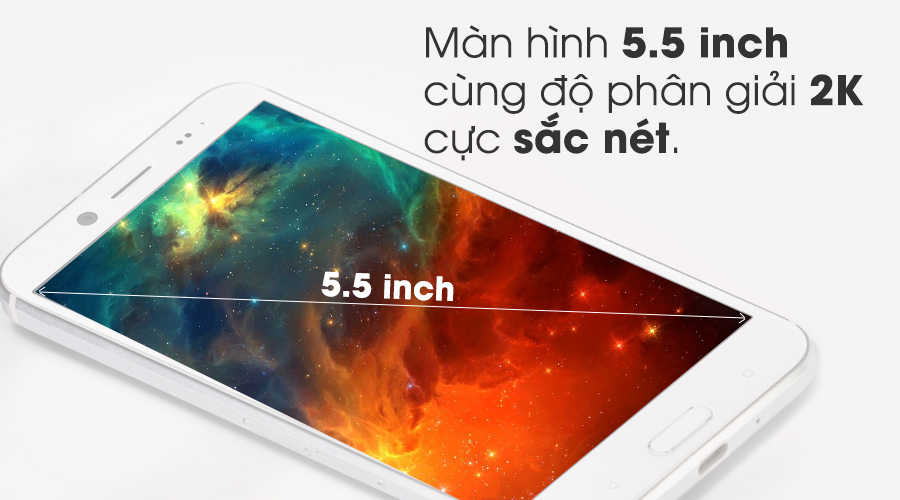 Màn hình 5.5 inch
cùng độ phân giải 2K
cực sắc nét.
5.5 inch